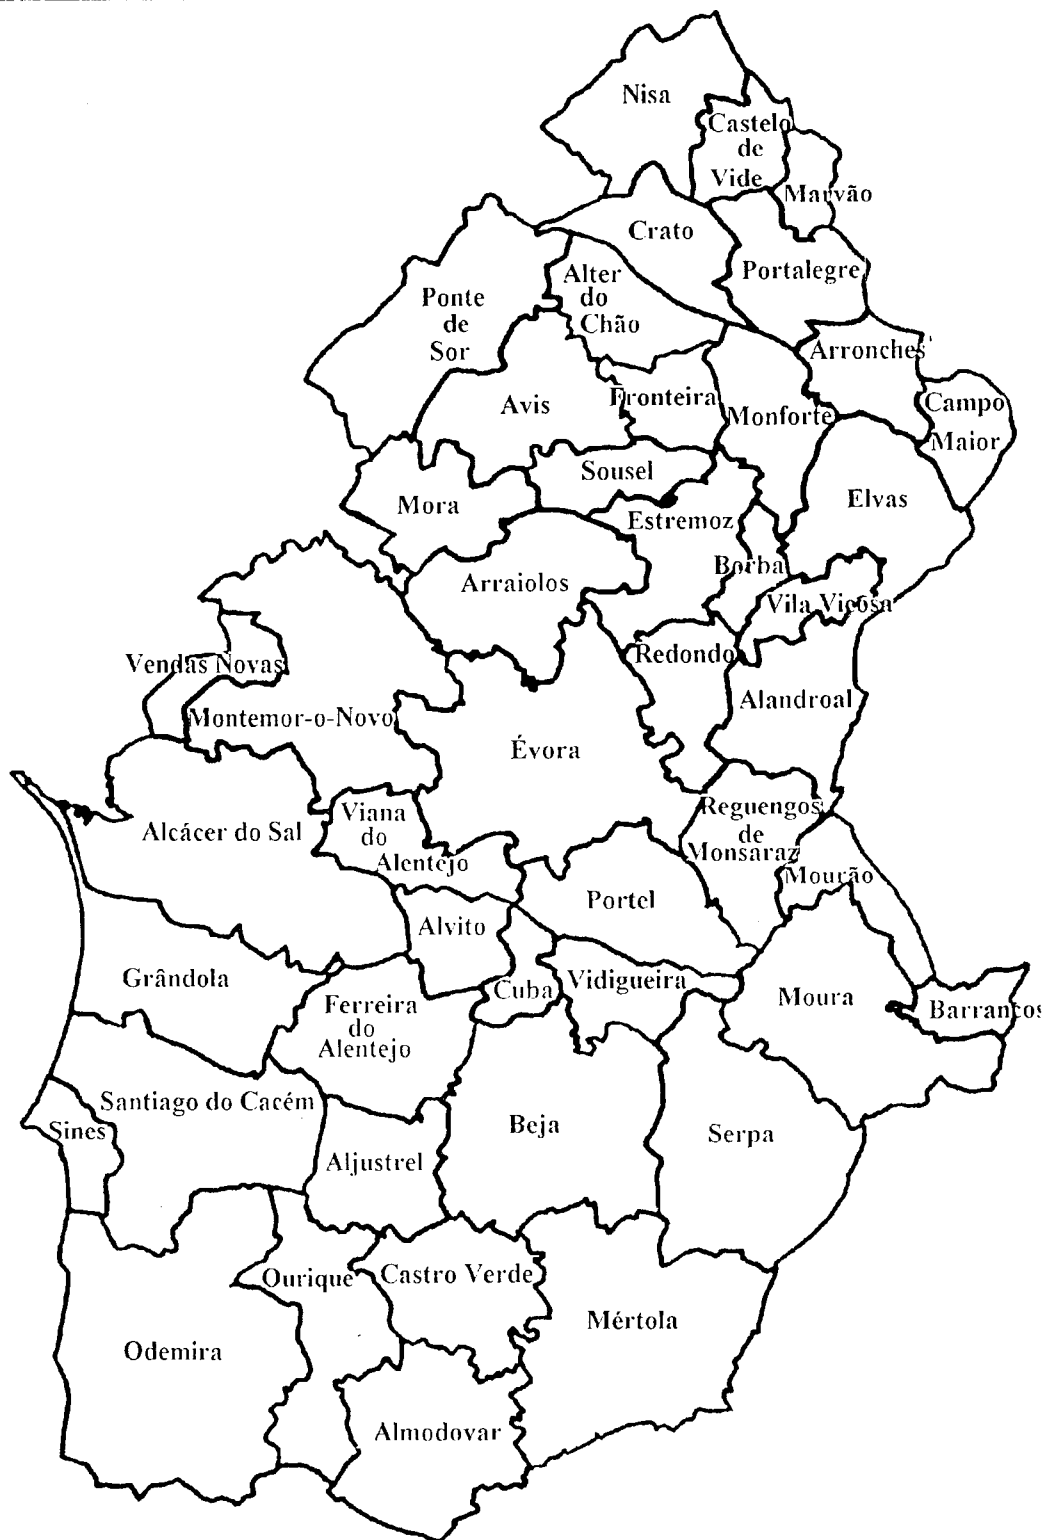 Nisa
Castelo
de
Vide
Marvão
Crato
Portalegre
Alter
do
Chão
Ponte
de
Sor
Arronches
Avis
Fronteira
Monforte
Campo
Maior
Sousel
Mora
Elvas
Estremoz
Borba
Arraiolos
Vila Viçosa
Vendas Novas
Redondo
Alandroal
Montemor-o-Novo
Évora
Alcácer do Sal
Viana
do
Alentejo
Reguengos
de
Monsaraz
Mourão
Portel
Alvito
Grândola
Cuba
Vidigueira
Moura
Barrancos
Ferreira
do
Alentejo
Santiago do Cacém
Sines
Beja
Serpa
Aljustrel
Ourique
Castro Verde
Mértola
Odemira
Almodovar